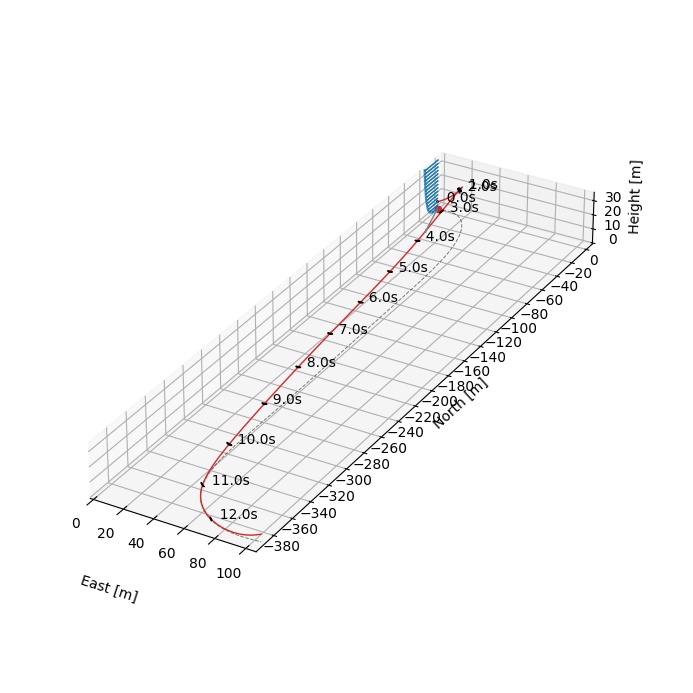 30
20
10
0
Height [m]
1.0s
2.0s
0.0s
3.0s
4.0s
5.0s
6.0s
7.0s
8.0s
9.0s
10.0s
11.0s
12.0s
0
−20
−40
−60
−80
−100
−120
−140
−160
−180
−200
−220
−240
−260
−280
−300
−320
−340
−360
−380
North [m]
0
20
40
60
80
100
East [m]